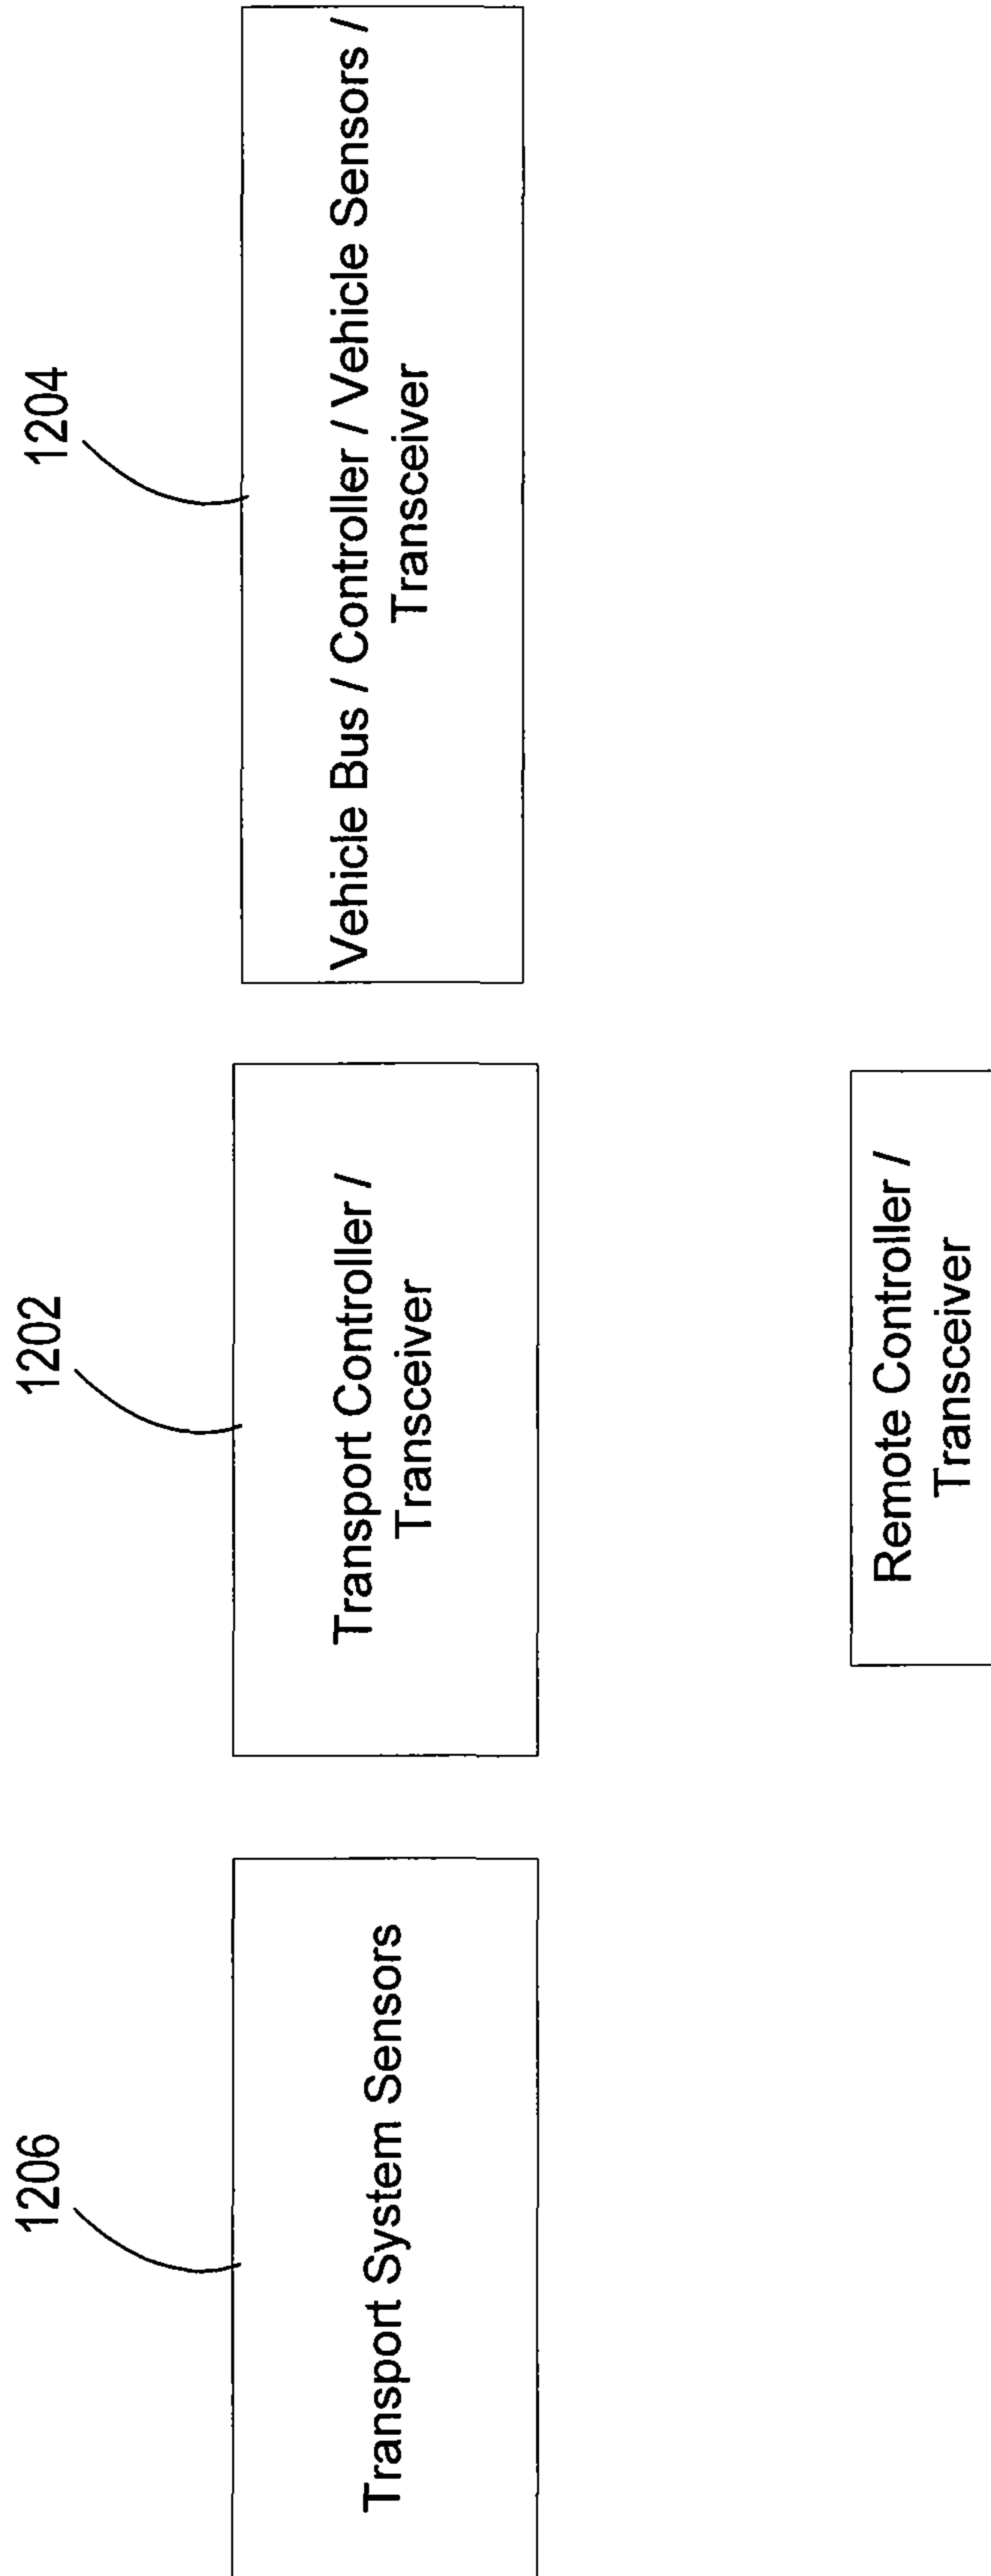 1206
1202
1204
Transport System Sensors
Transport Controller /
Transceiver
Vehicle Bus / Controller / Vehicle Sensors /
Transceiver
Remote Controller /
Transceiver